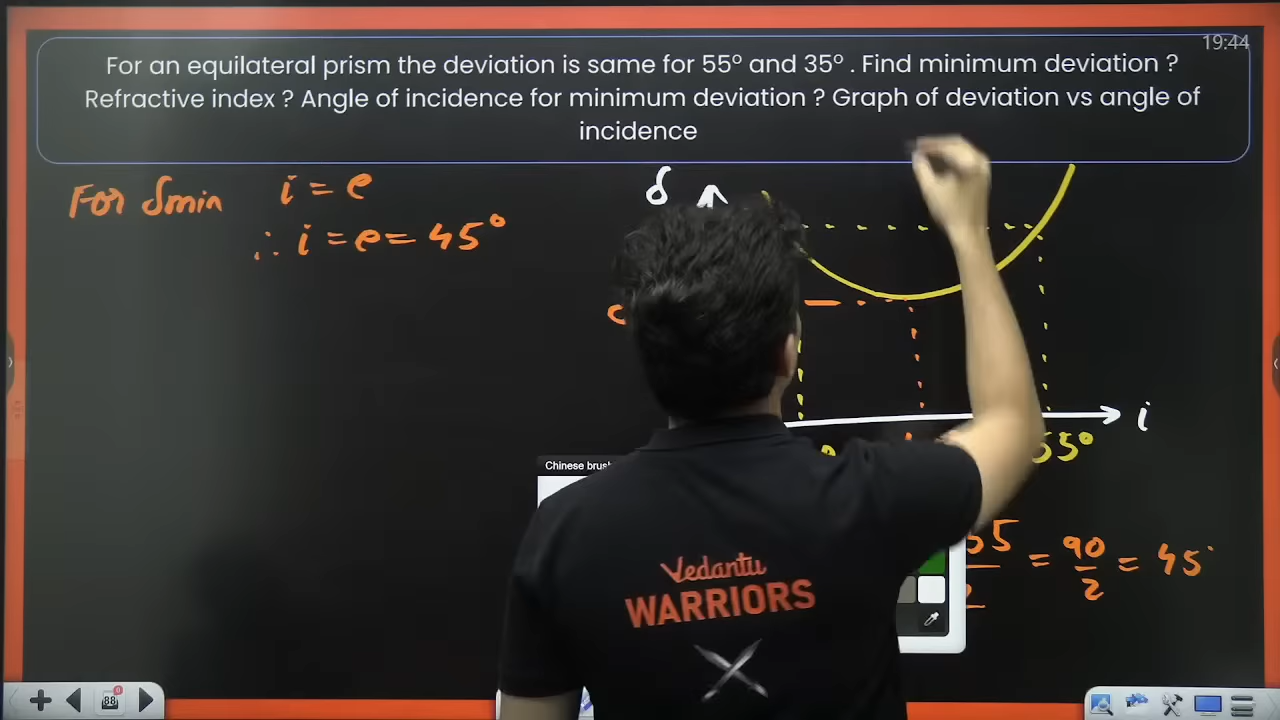 19:44
For an equilateral prism the deviation is same for 55° and 35° . Find minimum deviation ?
Refractive index ? Angle of incidence for minimum deviation ? Graph of deviation vs angle of
incidence
For δmin i = e
∴ i = e = 45°
δ
i
55°
= 90/2 = 45°
Chinese
Vedantu
WARRIORS
88